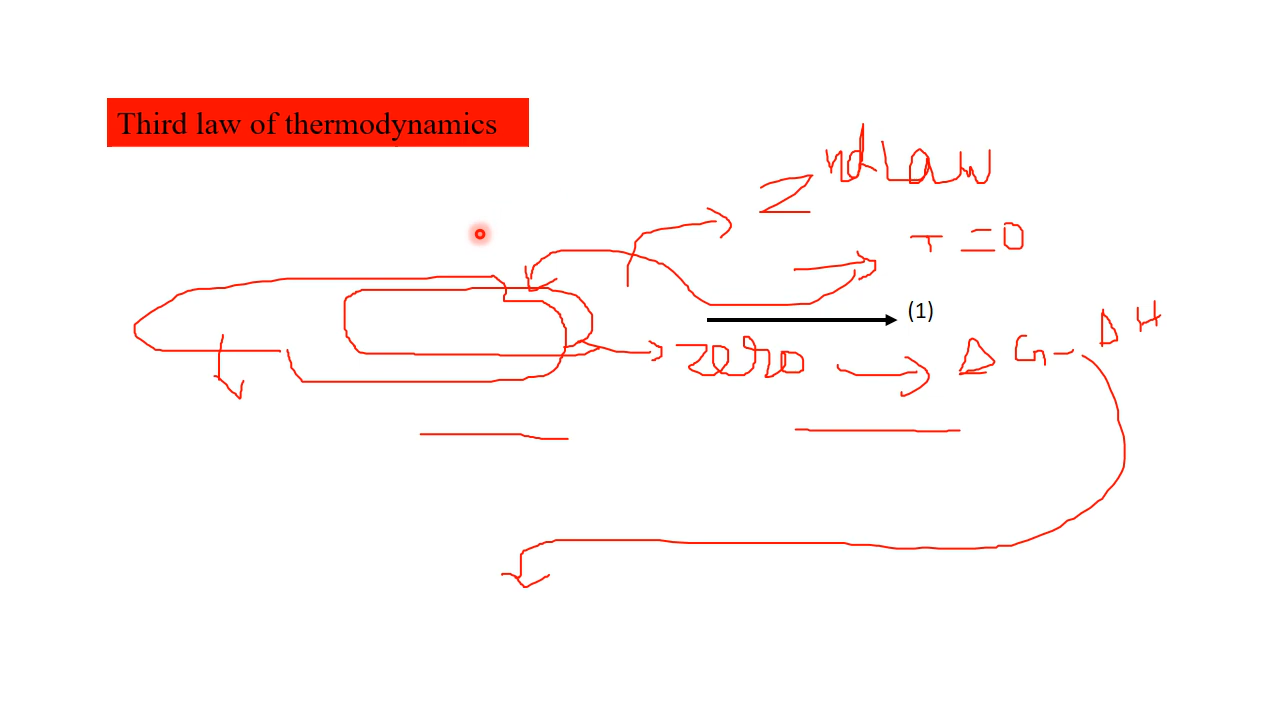 Third law of thermodynamics
2nd Law
T = 0
(1)
zero → ΔG - ΔH